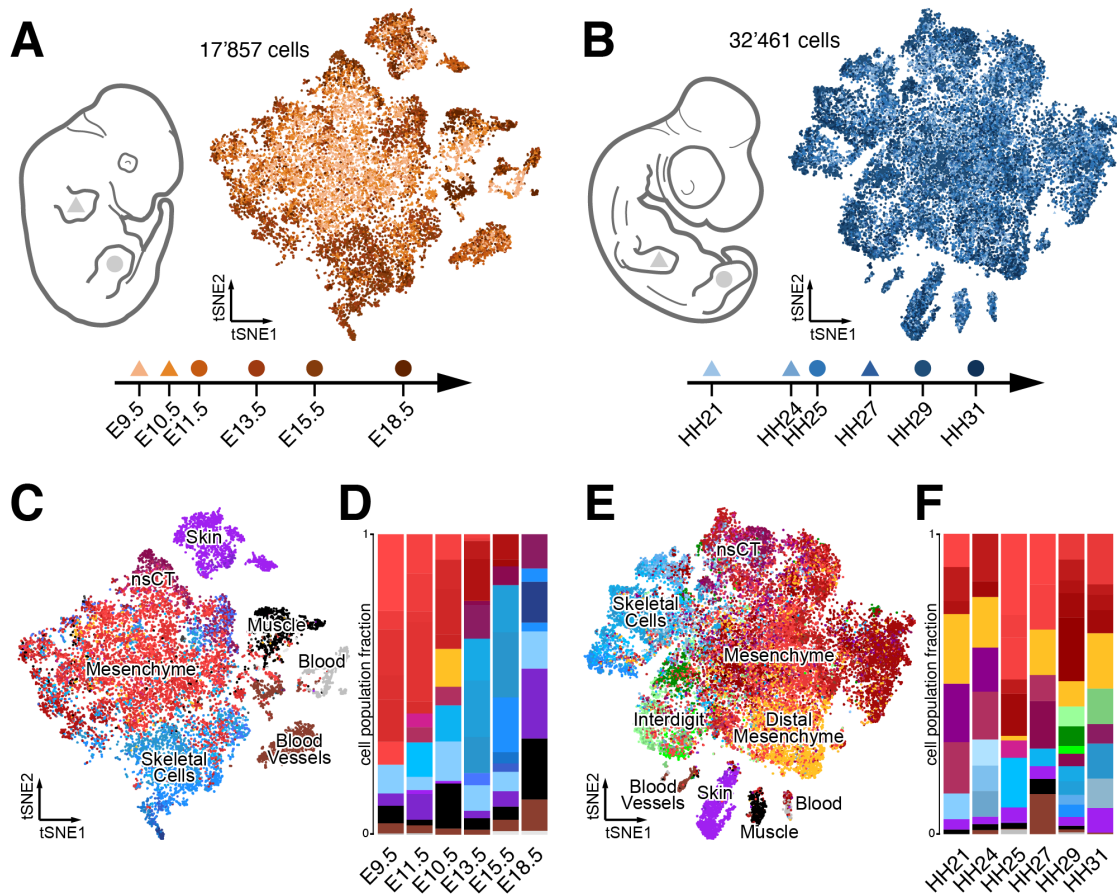 A
17'857 cells
tSNE2
tSNE1
E9.5
E10.5
E11.5
E13.5
E15.5
E18.5
B
32'461 cells
tSNE2
tSNE1
HH21
HH24
HH25
HH27
HH29
HH31
C
Skin
nsCT
Muscle
Mesenchyme
Blood
Blood
Vessels
Skeletal
Cells
tSNE2
tSNE1
D
1
cell population fraction
0
E9.5
E11.5
E10.5
E13.5
E15.5
E18.5
E
nsCT
Skeletal
Cells
Mesenchyme
Interdigit
Distal
Mesenchyme
Blood
Vessels
Skin
Blood
Muscle
tSNE2
tSNE1
F
1
cell population fraction
0
HH21
HH24
HH25
HH27
HH29
HH31